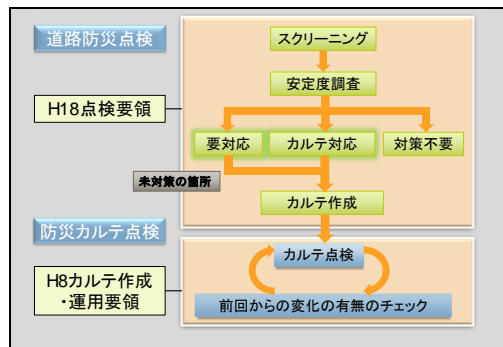 道路防災点検
スクリーニング
安定度調査
H18点検要領
要対応
カルテ対応
対策不要
未対策の箇所
カルテ作成
防災カルテ点検
カルテ点検
H8カルテ作成
・運用要領
前回からの変化の有無のチェック